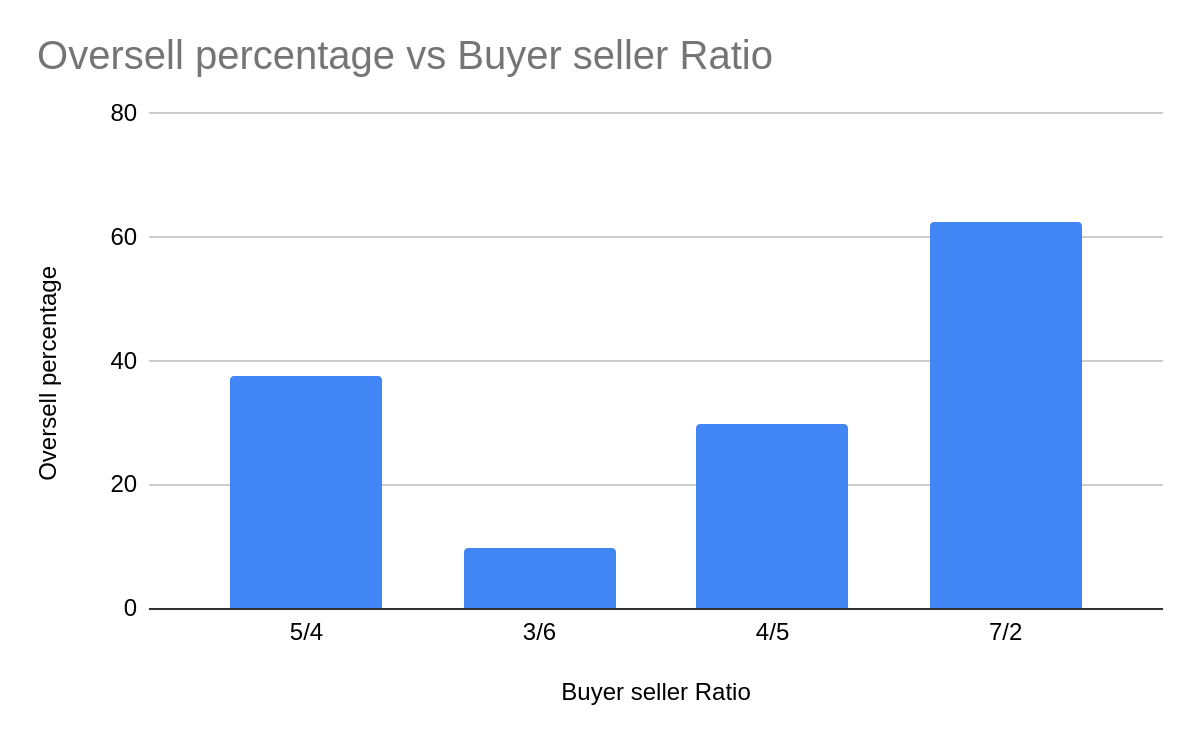 Oversell percentage vs Buyer seller Ratio
80
60
40
20
0
Oversell percentage
5/4 3/6 4/5 7/2
Buyer seller Ratio